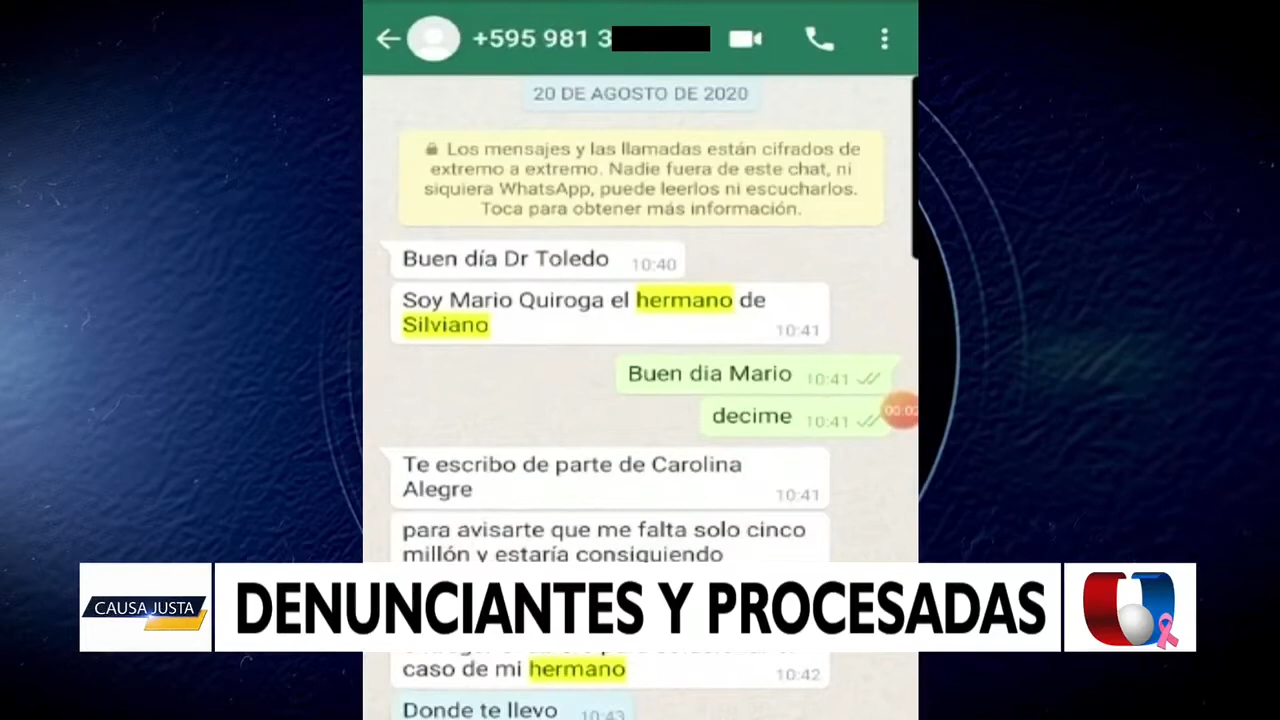 +595 981 3
20 DE AGOSTO DE 2020
Los mensajes y las llamadas están cifrados de
extremo a extremo. Nadie fuera de este chat, ni
siquiera WhatsApp, puede leerlos ni escucharlos.
Toca para obtener más información.
Buen día Dr Toledo 10:40
Soy Mario Quiroga el hermano de
Silviano 10:41
Buen dia Mario 10:41
decime 10:41
00:02
Te escribo de parte de Carolina
Alegre 10:41
para avisarte que me falta solo cinco
millón y estaría consiguiendo
CAUSA JUSTA
DENUNCIANTES Y PROCESADAS
caso de mi hermano 10:42
Donde te llevo 10:43